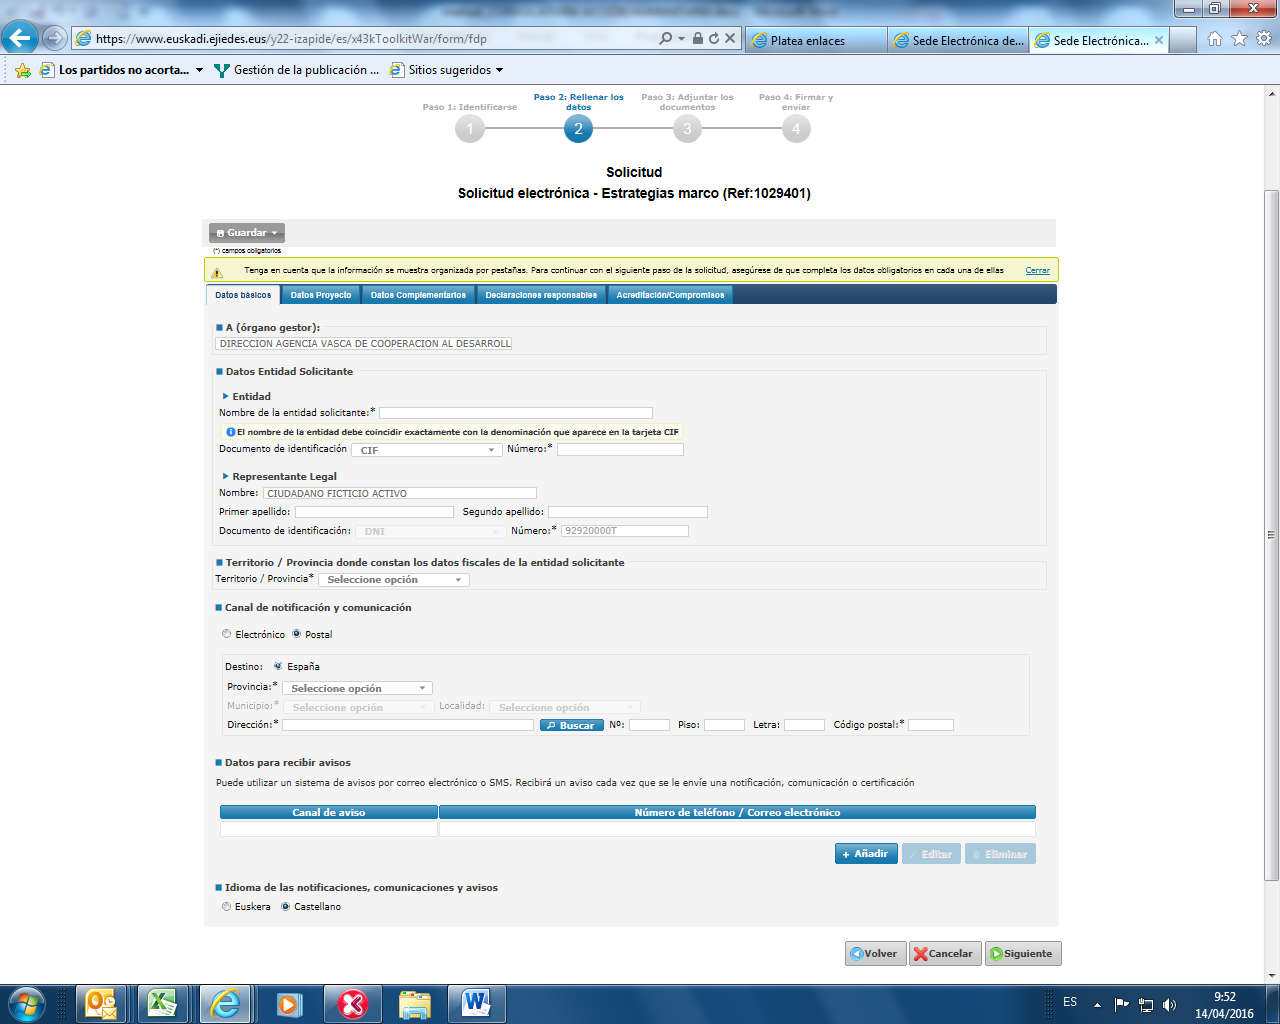 https://www.euskadi.ejiedes.eus/y22-izapide/es/x43kToolkitWar/form/fdp
Platea enlaces
Sede Electrónica de...
Sede Electrónica...
Los partidos no acorta...
Gestión de la publicación ...
Sitios sugeridos
Paso 1: Identificarse
Paso 2: Rellenar los datos
Paso 3: Adjuntar los documentos
Paso 4: Firmar y enviar
1
2
3
4
Solicitud
Solicitud electrónica - Estrategias marco (Ref:1029401)
Guardar
(*) campos obligatorios
Tenga en cuenta que la información se muestra organizada por pestañas. Para continuar con el siguiente paso de la solicitud, asegúrese de que completa los datos obligatorios en cada una de ellas
Cerrar
Datos básicos
Datos Proyecto
Datos Complementarios
Declaraciones responsables
Acreditación/Compromisos
A (órgano gestor):
DIRECCION AGENCIA VASCA DE COOPERACION AL DESARROLL
Datos Entidad Solicitante
Entidad
Nombre de la entidad solicitante:*
El nombre de la entidad debe coincidir exactamente con la denominación que aparece en la tarjeta CIF
Documento de identificación CIF Número:*
Representante Legal
Nombre: CIUDADANO FICTICIO ACTIVO
Primer apellido: Segundo apellido:
Documento de identificación: DNI Número:* 92920000T
Territorio / Provincia donde constan los datos fiscales de la entidad solicitante
Territorio / Provincia* Seleccione opción
Canal de notificación y comunicación
Electrónico Postal
Destino: España
Provincia:* Seleccione opción
Municipio:* Seleccione opción Localidad: Seleccione opción
Dirección:* Buscar Nº: Piso: Letra: Código postal:*
Datos para recibir avisos
Puede utilizar un sistema de avisos por correo electrónico o SMS. Recibirá un aviso cada vez que se le envíe una notificación, comunicación o certificación
Canal de aviso Número de teléfono / Correo electrónico
Añadir Editar Eliminar
Idioma de las notificaciones, comunicaciones y avisos
Euskera Castellano
Volver Cancelar Siguiente
ES
9:52
14/04/2016